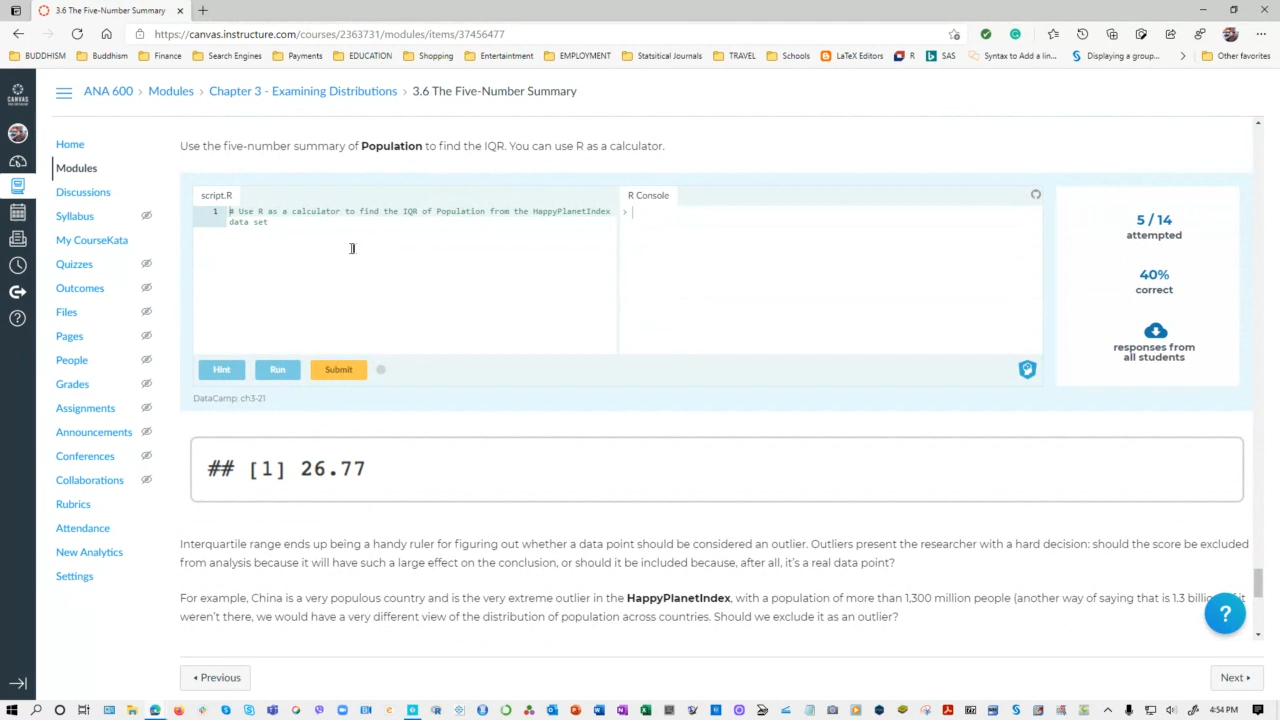 3.6 The Five-Number Summary
https://canvas.instructure.com/courses/2363731/modules/items/37456477
BUDDHISM Buddhism Finance Search Engines Payments EDUCATION Shopping Entertainment EMPLOYMENT Statsitical Journals TRAVEL Schools LaTeX Editors R SAS Syntax to Add a lin... Displaying a group... Other favorites
CANVAS
ANA 600 › Modules › Chapter 3 - Examining Distributions › 3.6 The Five-Number Summary
Home
Modules
Discussions
Syllabus
My CourseKata
Quizzes
Outcomes
Files
Pages
People
Grades
Assignments
Announcements
Conferences
Collaborations
Rubrics
Attendance
New Analytics
Settings
Use the five-number summary of Population to find the IQR. You can use R as a calculator.
script.R
1 # Use R as a calculator to find the IQR of Population from the HappyPlanetIndex
data set
R Console
>
Hint Run Submit
DataCamp: ch3-21
5 / 14
attempted
40%
correct
responses from
all students
## [1] 26.77
Interquartile range ends up being a handy ruler for figuring out whether a data point should be considered an outlier. Outliers present the researcher with a hard decision: should the score be excluded
from analysis because it will have such a large effect on the conclusion, or should it be included because, after all, it's a real data point?
For example, China is a very populous country and is the very extreme outlier in the HappyPlanetIndex, with a population of more than 1,300 million people (another way of saying that is 1.3 it
weren't there, we would have a very different view of the distribution of population across countries. Should we exclude it as an outlier?
?
Previous
Next
4:54 PM